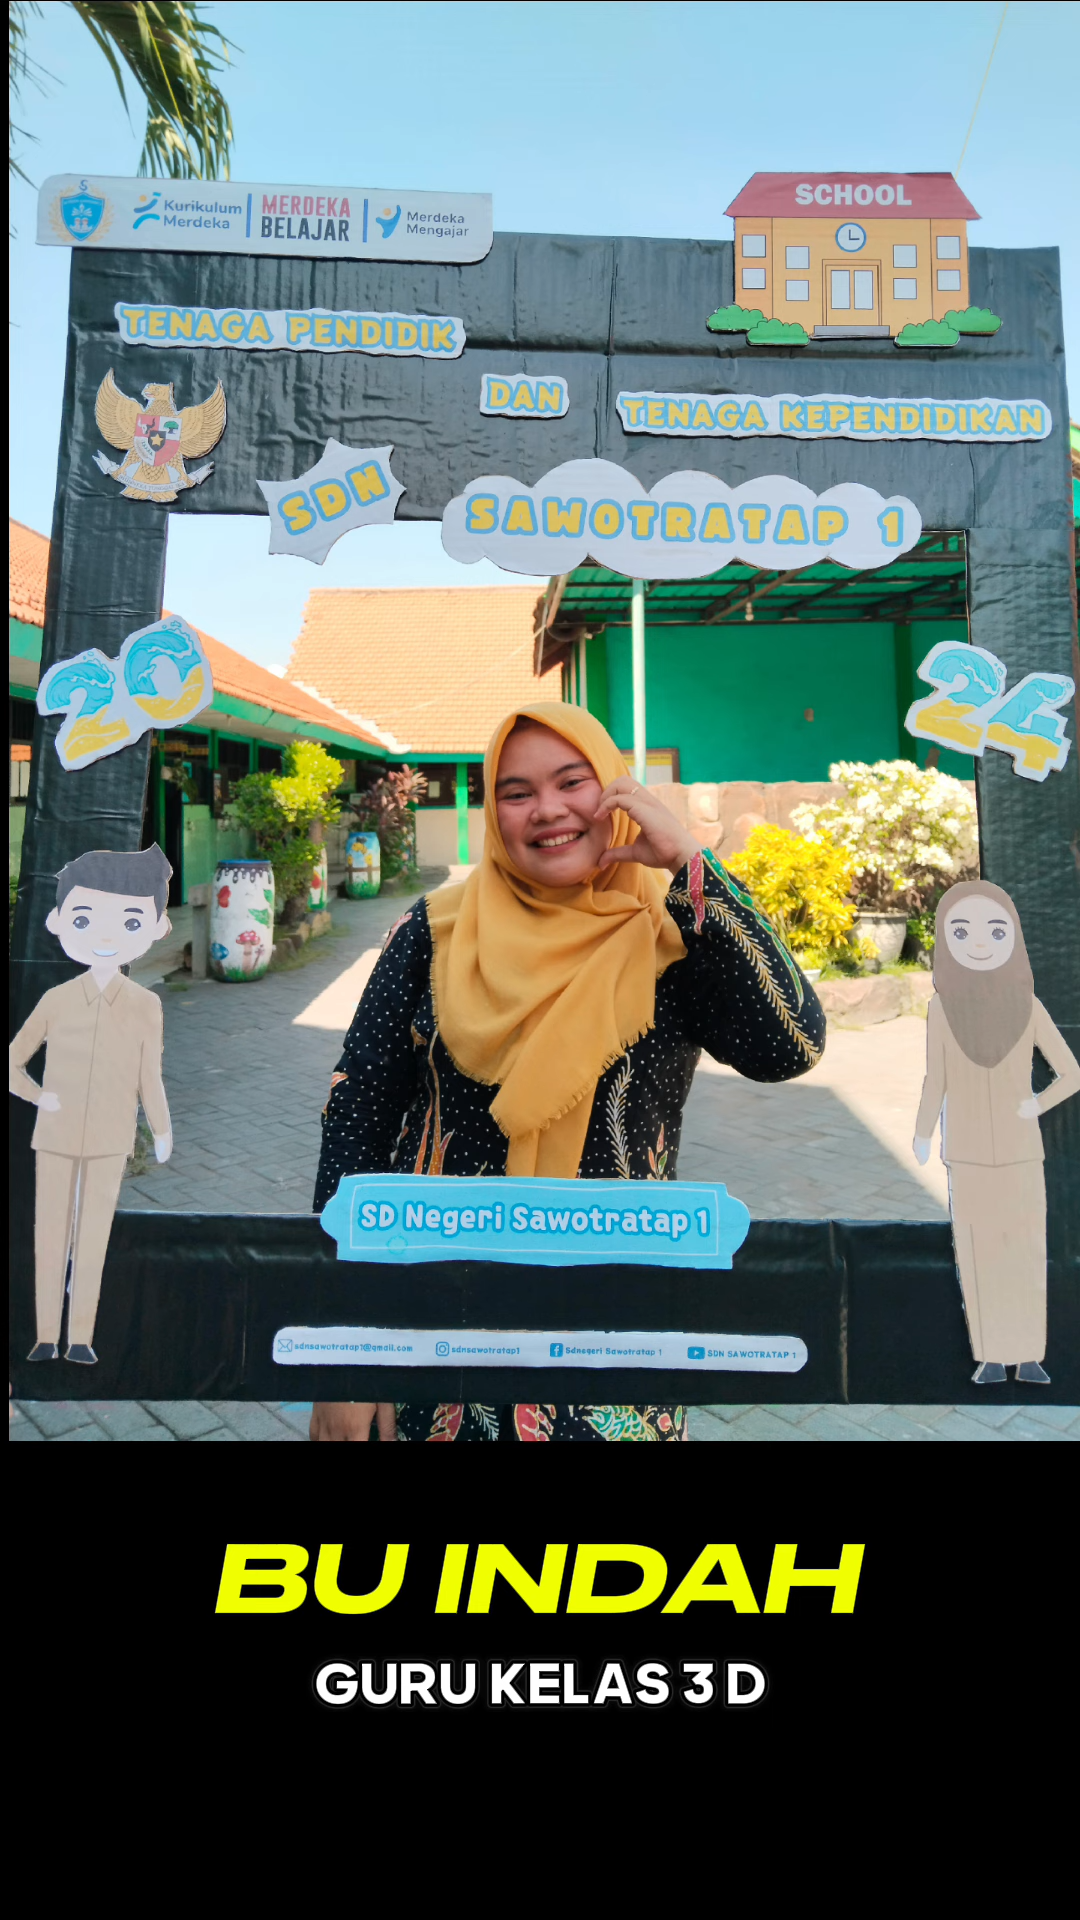 Kurikulum
Merdeka
MERDEKA
BELAJAR
Merdeka
Mengajar
SCHOOL
TENAGA PENDIDIK
DAN
TENAGA KEPENDIDIKAN
SDN
SAWOTRATAP 1
20
24
SD Negeri Sawotratap 1
sdnsawotratap1@gmail.com
sdnsawotratap1
Sdnegeri Sawotratap 1
SDN SAWOTRATAP 1
BU INDAH
GURU KELAS 3 D